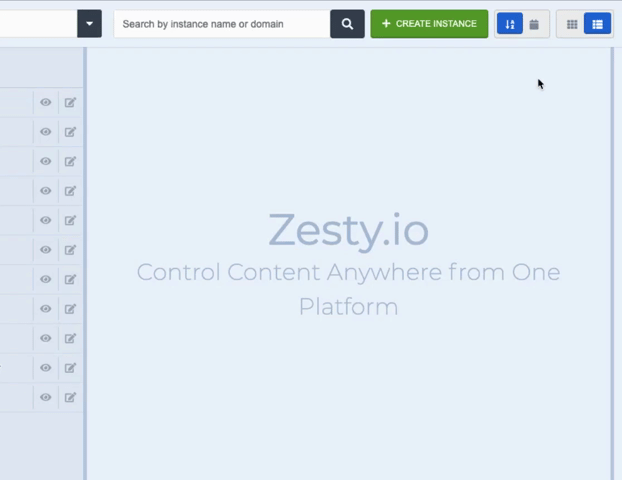 Search by instance name or domain
+ CREATE INSTANCE
Zesty.io
Control Content Anywhere from One
Platform